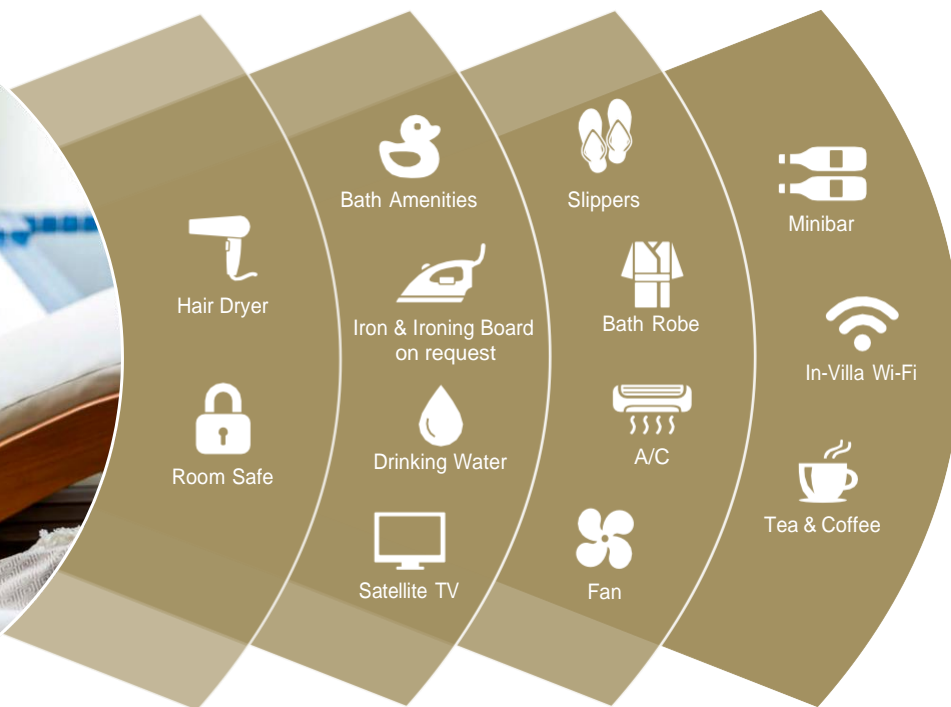 Hair Dryer
Room Safe
Bath Amenities
Iron & Ironing Board
on request
Drinking Water
Satellite TV
Slippers
Bath Robe
A/C
Fan
Minibar
In-Villa Wi-Fi
Tea & Coffee